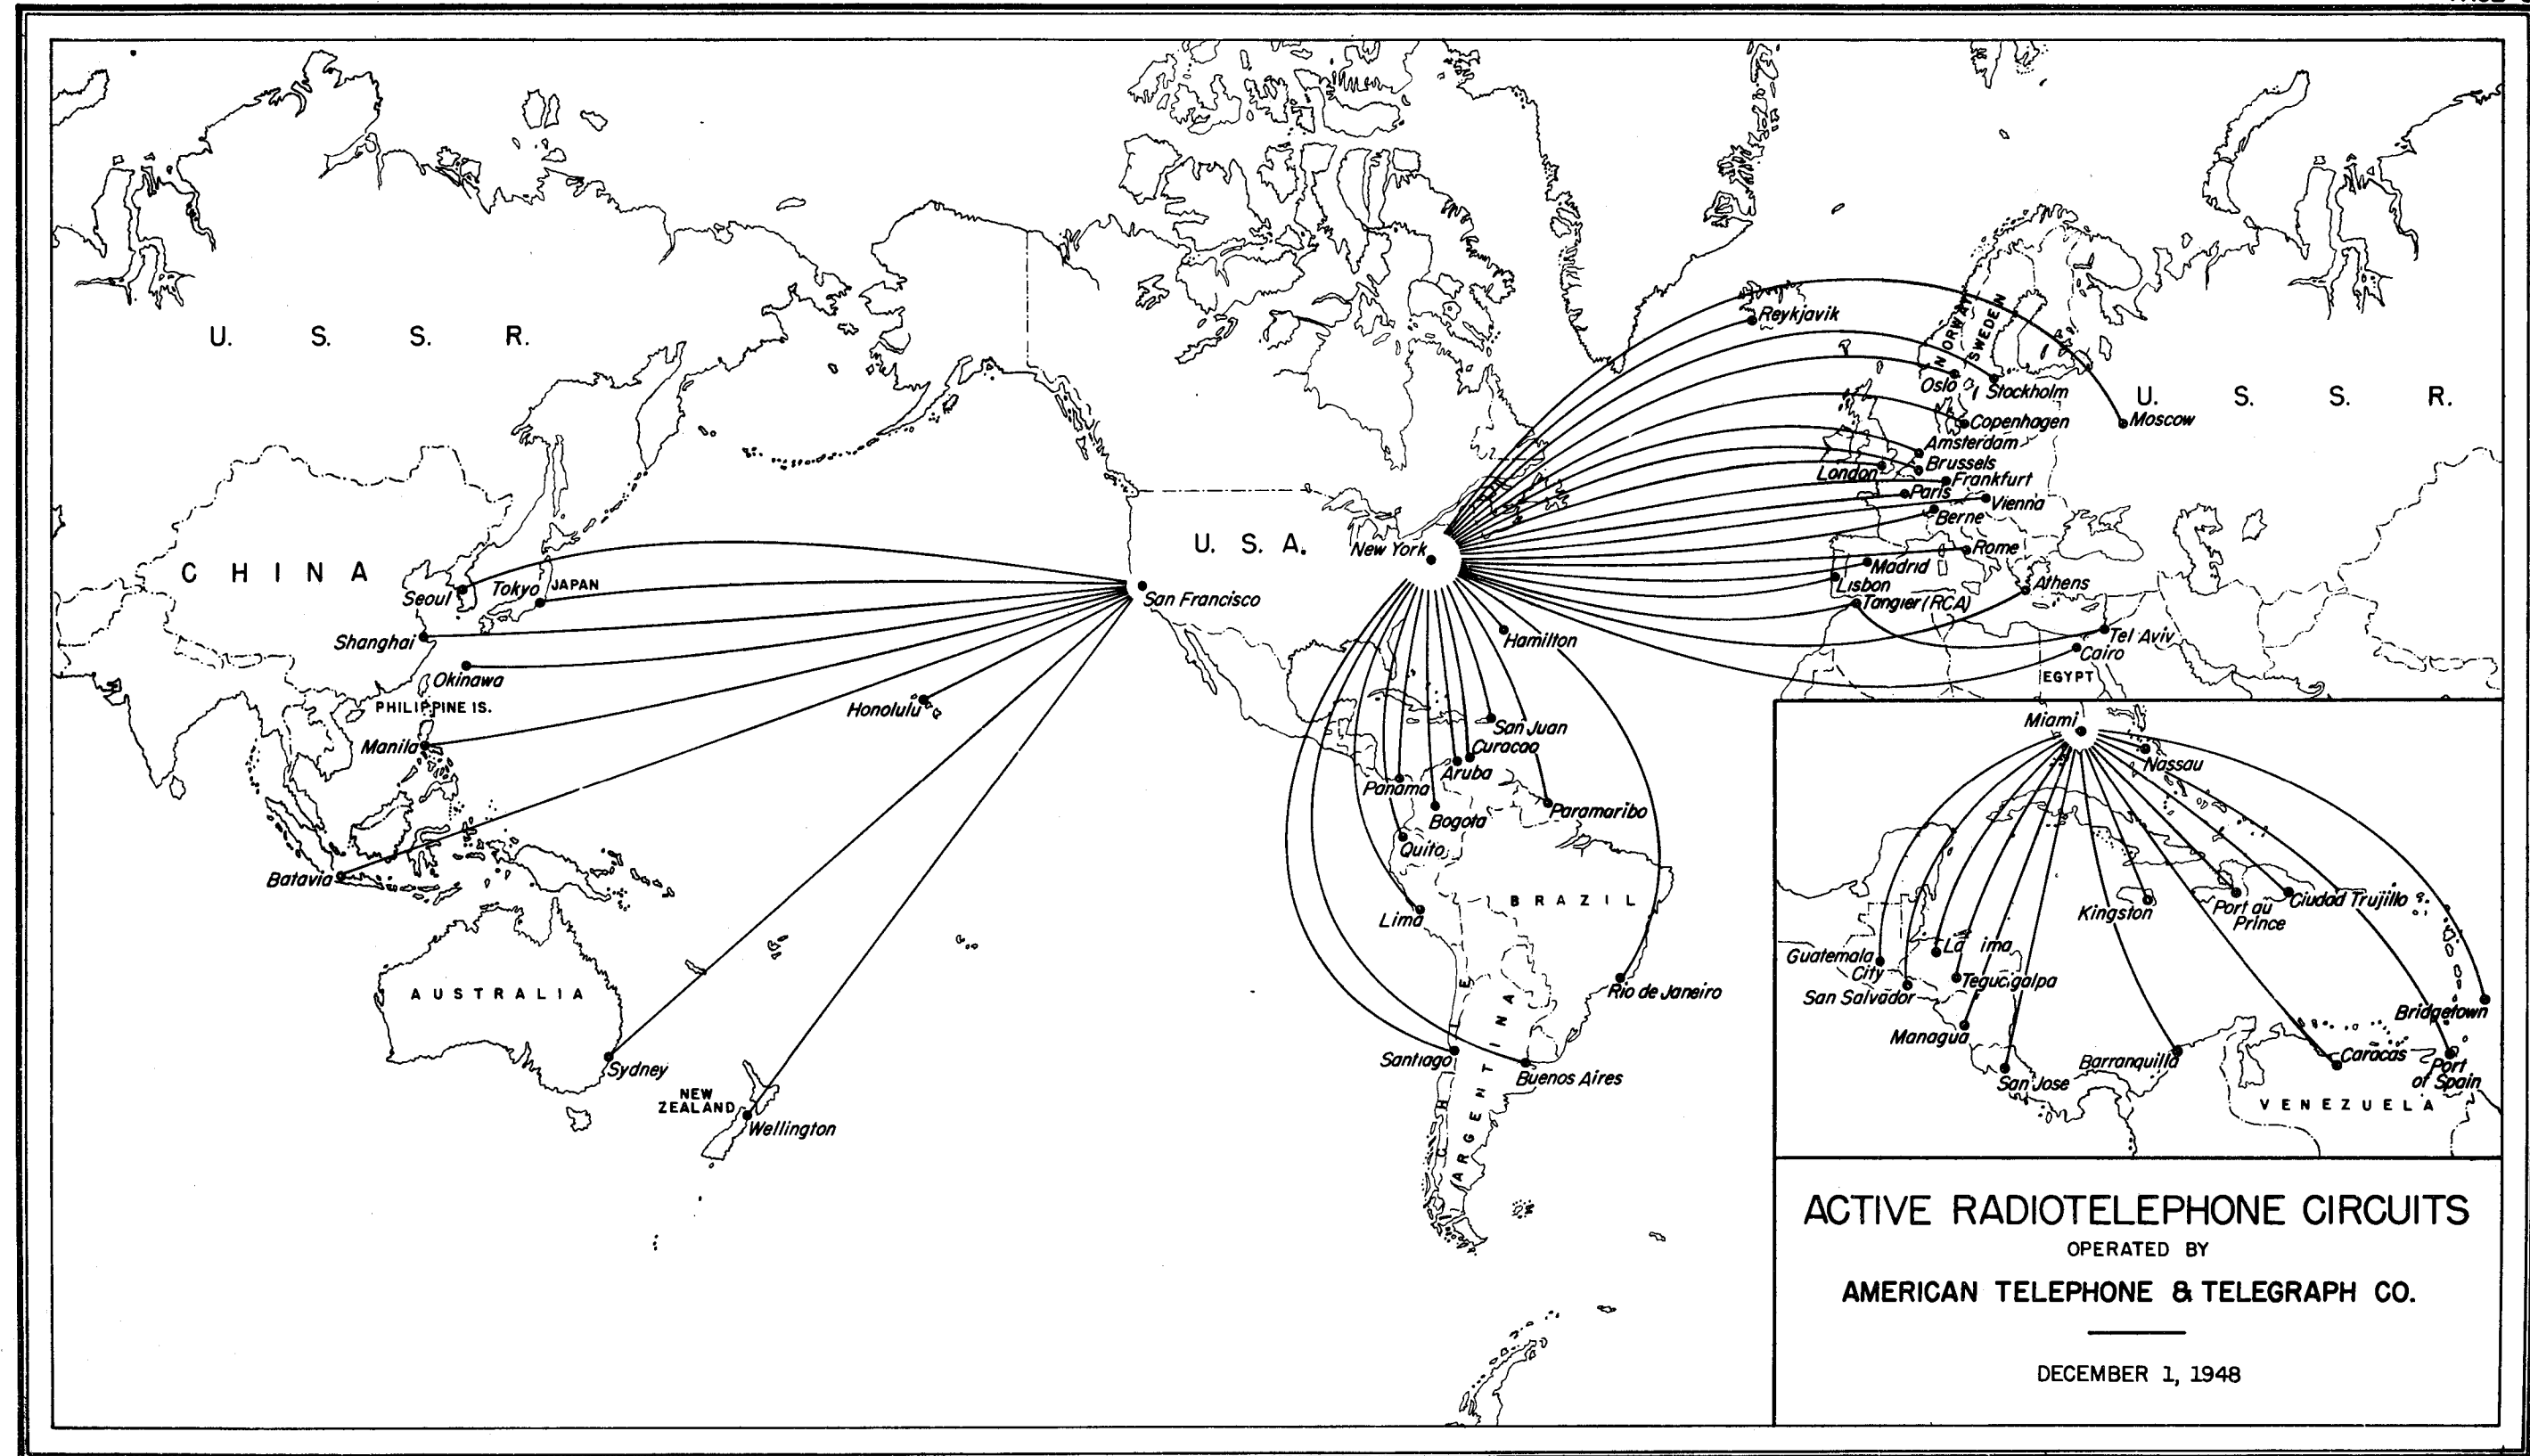 U. S. S. R.
CHINA
Seoul
Tokyo
JAPAN
Shanghai
Okinawa
PHILIPPINE IS.
Manila
Batavia
AUSTRALIA
Sydney
NEW
ZEALAND
Wellington
Honolulu
San Francisco
U. S. A.
New York
Reykjavik
NORWAY
SWEDEN
Oslo
Stockholm
U. S. S. R.
Moscow
Copenhagen
Amsterdam
Brussels
London
Frankfurt
Paris
Vienna
Berne
Rome
Madrid
Lisbon
Athens
Tangier (RCA)
Tel Aviv
Cairo
EGYPT
Hamilton
San Juan
Curacao
Aruba
Panama
Paramaribo
Bogota
Quito
BRAZIL
Lima
Rio de Janeiro
CHILE
ARGENTINA
Santiago
Buenos Aires
Miami
Nassau
Kingston
Port au
Prince
Ciudad Trujillo
Guatemala
City
La ima
Tegucigalpa
San Salvador
Managua
San Jose
Barranquilla
Caracas
Bridgetown
Port
of Spain
VENEZUELA
ACTIVE RADIOTELEPHONE CIRCUITS
OPERATED BY
AMERICAN TELEPHONE & TELEGRAPH CO.
DECEMBER 1, 1948